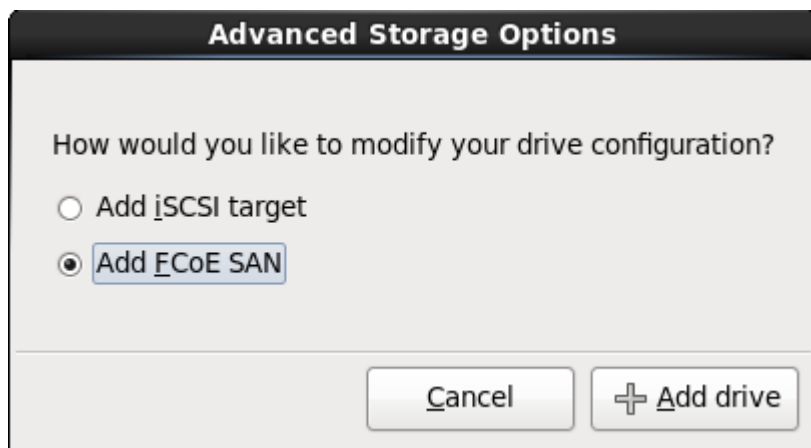 Advanced Storage Options
How would you like to modify your drive configuration?
Add iSCSI target
Add FCoE SAN
Cancel
Add drive